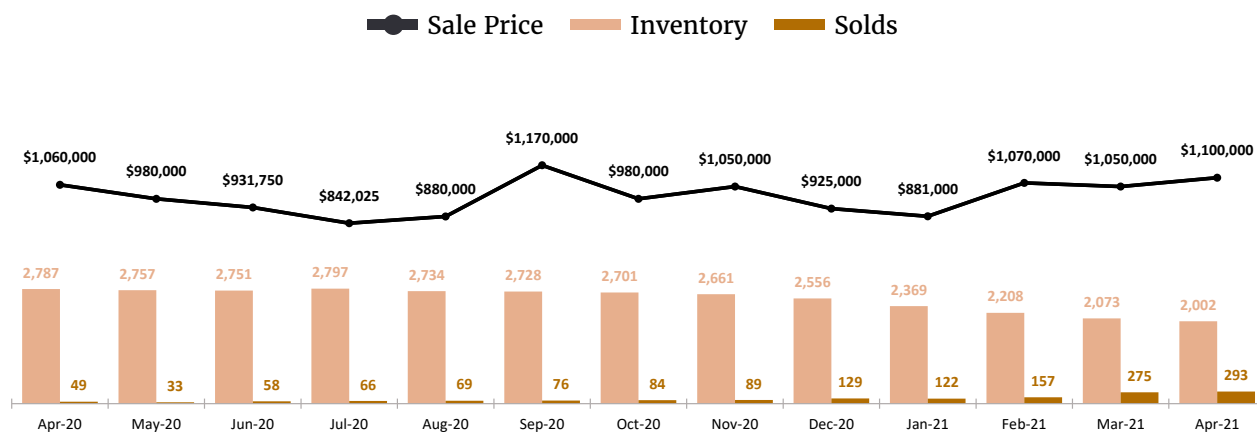 Sale Price Inventory Solds
$1,060,000 $980,000 $931,750 $842,025 $880,000 $1,170,000 $980,000 $1,050,000 $925,000 $881,000 $1,070,000 $1,050,000 $1,100,000
2,787 2,757 2,751 2,797 2,734 2,728 2,701 2,661 2,556 2,369 2,208 2,073 2,002
49 33 58 66 69 76 84 89 129 122 157 275 293
Apr-20 May-20 Jun-20 Jul-20 Aug-20 Sep-20 Oct-20 Nov-20 Dec-20 Jan-21 Feb-21 Mar-21 Apr-21